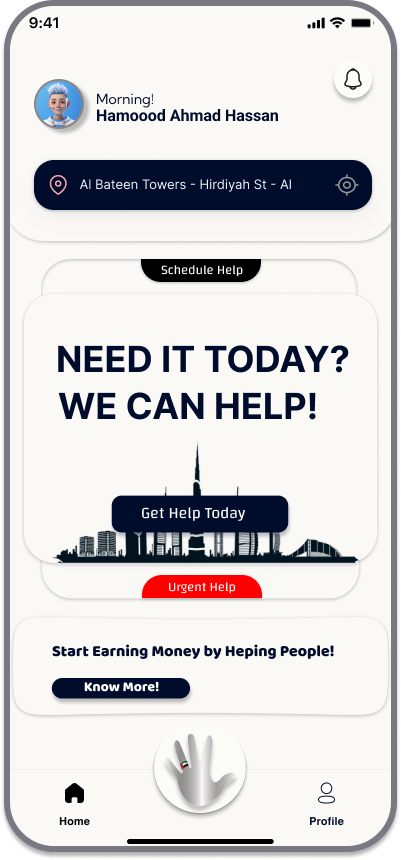 9:41
Morning!
Hamoood Ahmad Hassan
Al Bateen Towers - Hirdiyah St - Al
Schedule Help
NEED IT TODAY?
WE CAN HELP!
Get Help Today
Urgent Help
Start Earning Money by Heping People!
Know More!
Home
Profile